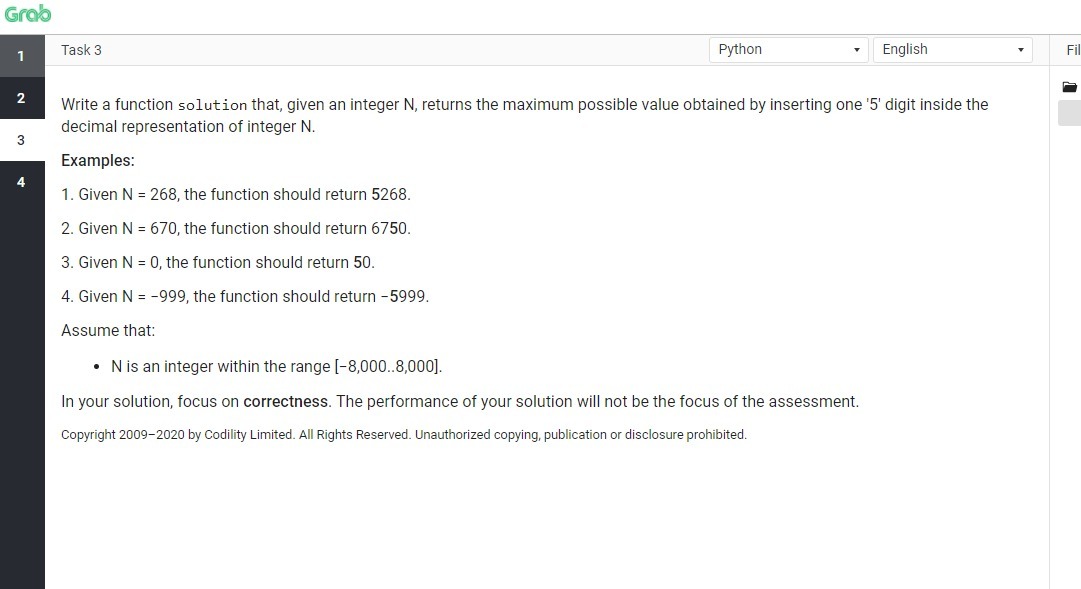 Grab
1
Task 3
Python
English
Fil
2
Write a function solution that, given an integer N, returns the maximum possible value obtained by inserting one '5' digit inside the
decimal representation of integer N.
3
Examples:
4
1. Given N = 268, the function should return 5268.
2. Given N = 670, the function should return 6750.
3. Given N = 0, the function should return 50.
4. Given N = −999, the function should return −5999.
Assume that:
• N is an integer within the range [−8,000..8,000].
In your solution, focus on correctness. The performance of your solution will not be the focus of the assessment.
Copyright 2009–2020 by Codility Limited. All Rights Reserved. Unauthorized copying, publication or disclosure prohibited.